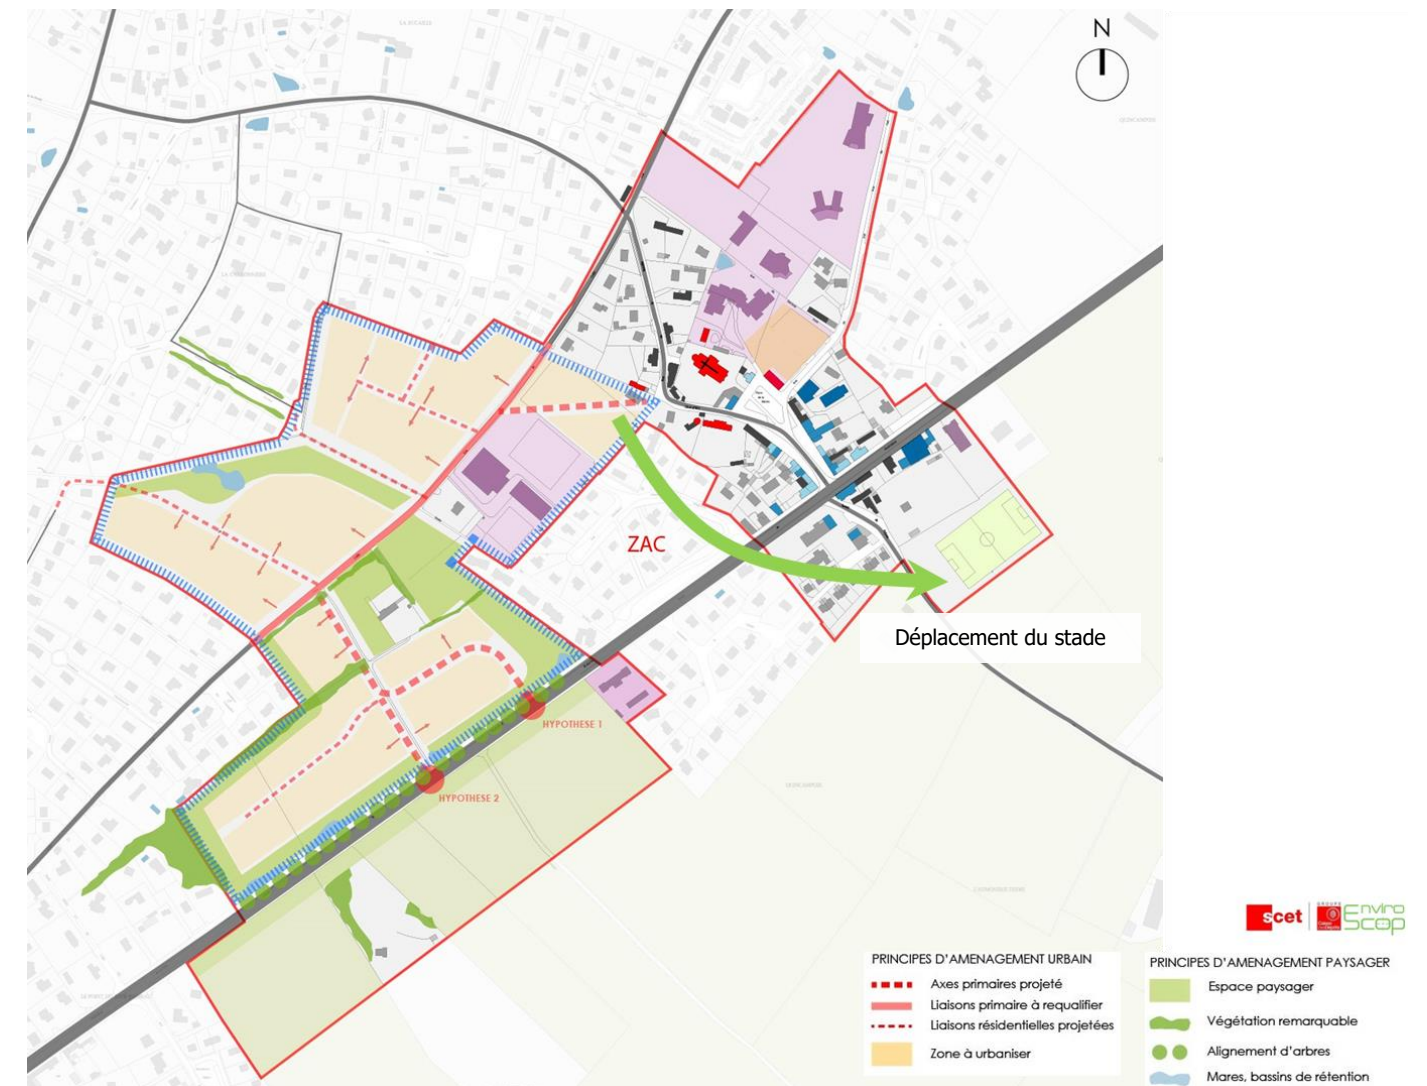 N
QUINCAMPOIX
ZAC
Déplacement du stade
HYPOTHESE 1
HYPOTHESE 2
scet
Enviro
Scop
PRINCIPES D'AMENAGEMENT URBAIN
Axes primaires projeté
Liaisons primaire à requalifier
Liaisons résidentielles projetées
Zone à urbaniser
PRINCIPES D'AMENAGEMENT PAYSAGER
Espace paysager
Végétation remarquable
Alignement d'arbres
Mares, bassins de rétention